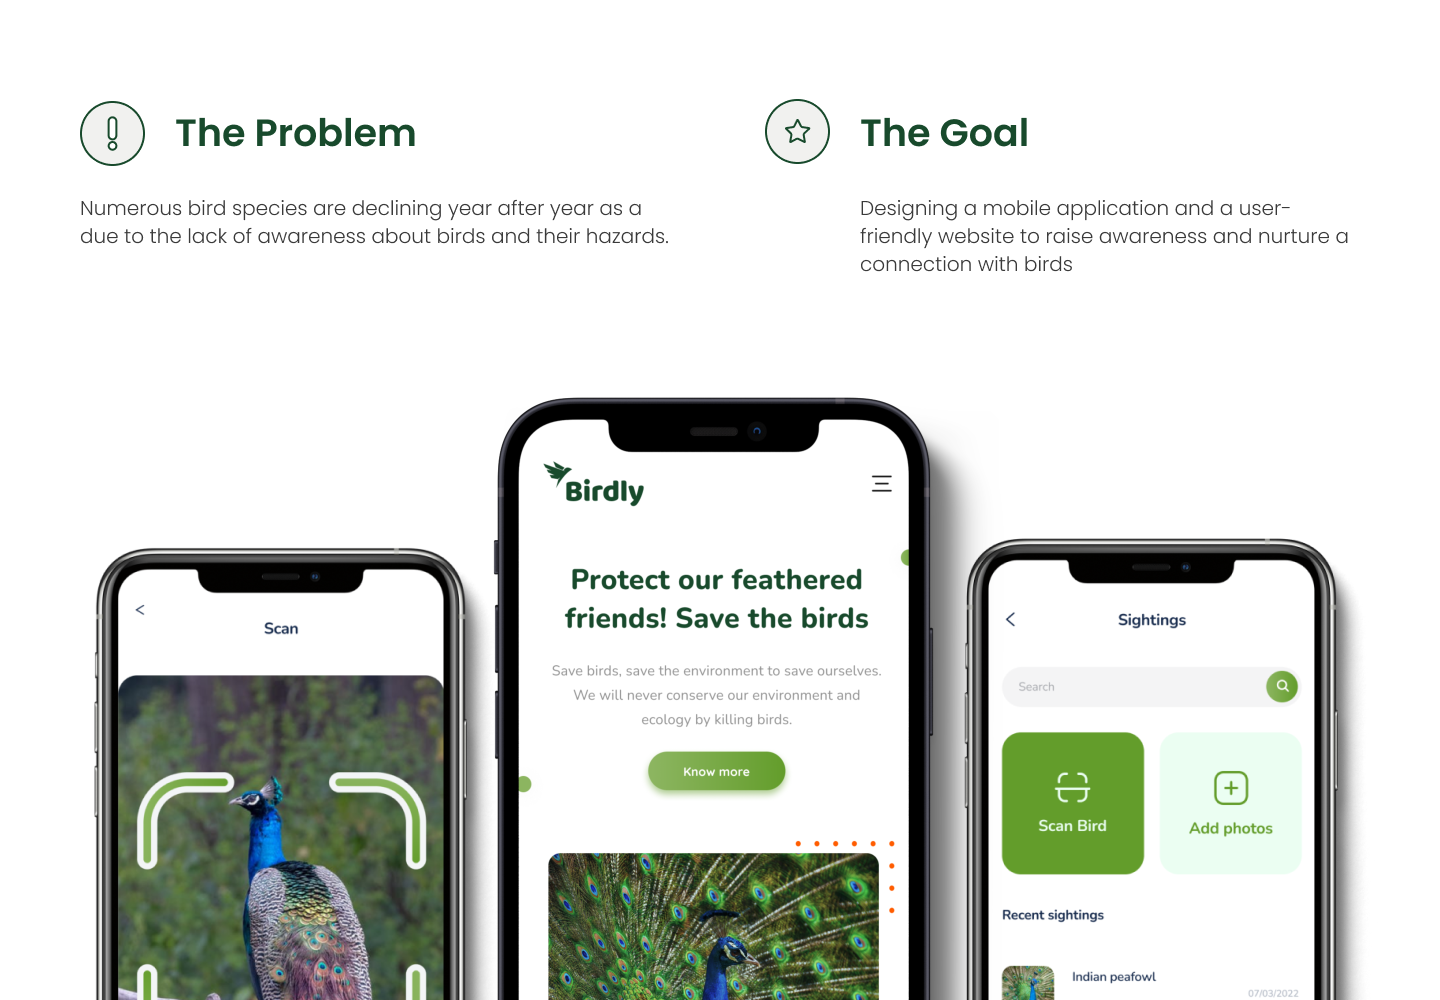 The Problem
Numerous bird species are declining year after year as a
due to the lack of awareness about birds and their hazards.
The Goal
Designing a mobile application and a user-
friendly website to raise awareness and nurture a
connection with birds
<
Scan
Birdly
Protect our feathered
friends! Save the birds
Save birds, save the environment to save ourselves.
We will never conserve our environment and
ecology by killing birds.
Know more
Sightings
Search
Scan Bird
Add photos
Recent sightings
Indian peafowl
07/03/2022